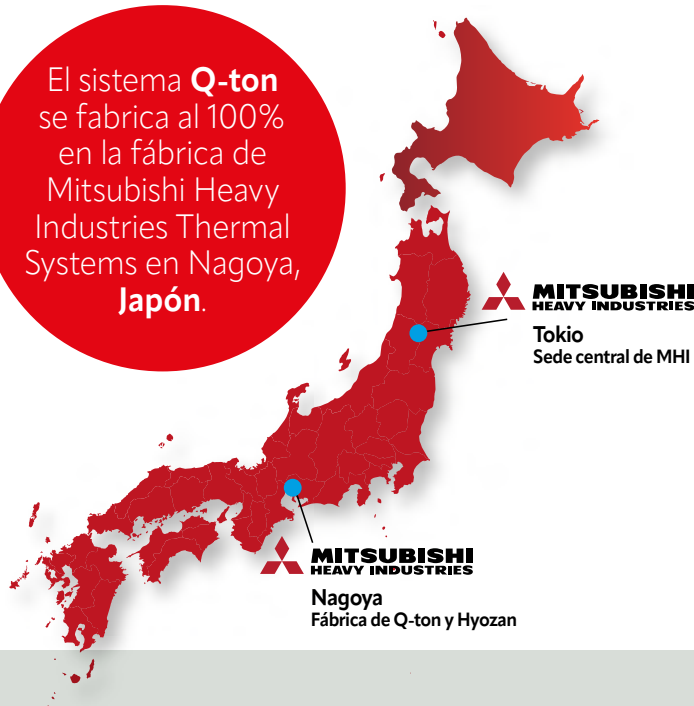 El sistema Q-ton
se fabrica al 100%
en la fábrica de
Mitsubishi Heavy
Industries Thermal
Systems en Nagoya,
Japón.
MITSUBISHI
HEAVY INDUSTRIES
Tokio
Sede central de MHI
MITSUBISHI
HEAVY INDUSTRIES
Nagoya
Fábrica de Q-ton y Hyozan